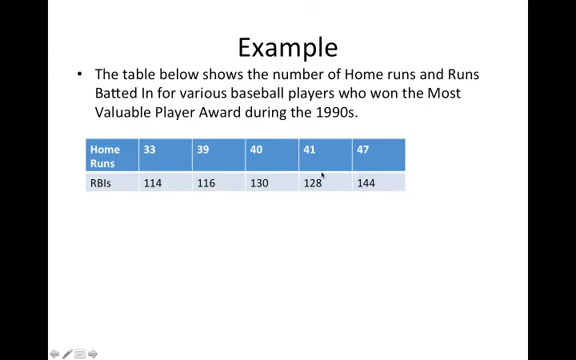 Example
• The table below shows the number of Home runs and Runs
Batted In for various baseball players who won the Most
Valuable Player Award during the 1990s.
Home Runs 33 39 40 41 47
RBIs 114 116 130 128 144